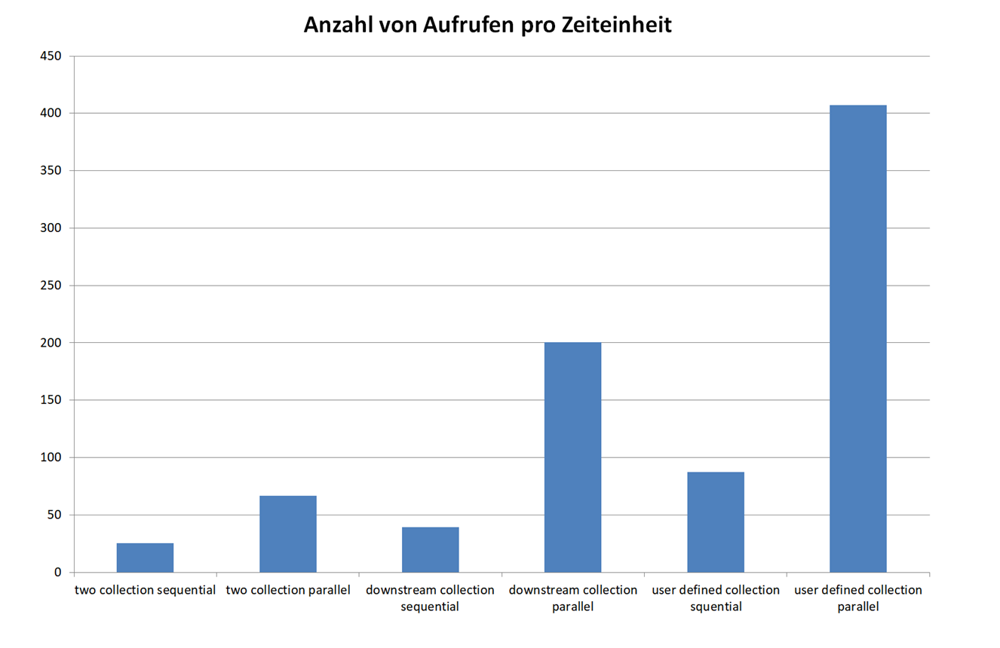 Anzahl von Aufrufen pro Zeiteinheit
450
400
350
300
250
200
150
100
50
0
two collection sequential
two collection parallel
downstream collection
sequential
downstream collection
parallel
user defined collection
squential
user defined collection
parallel